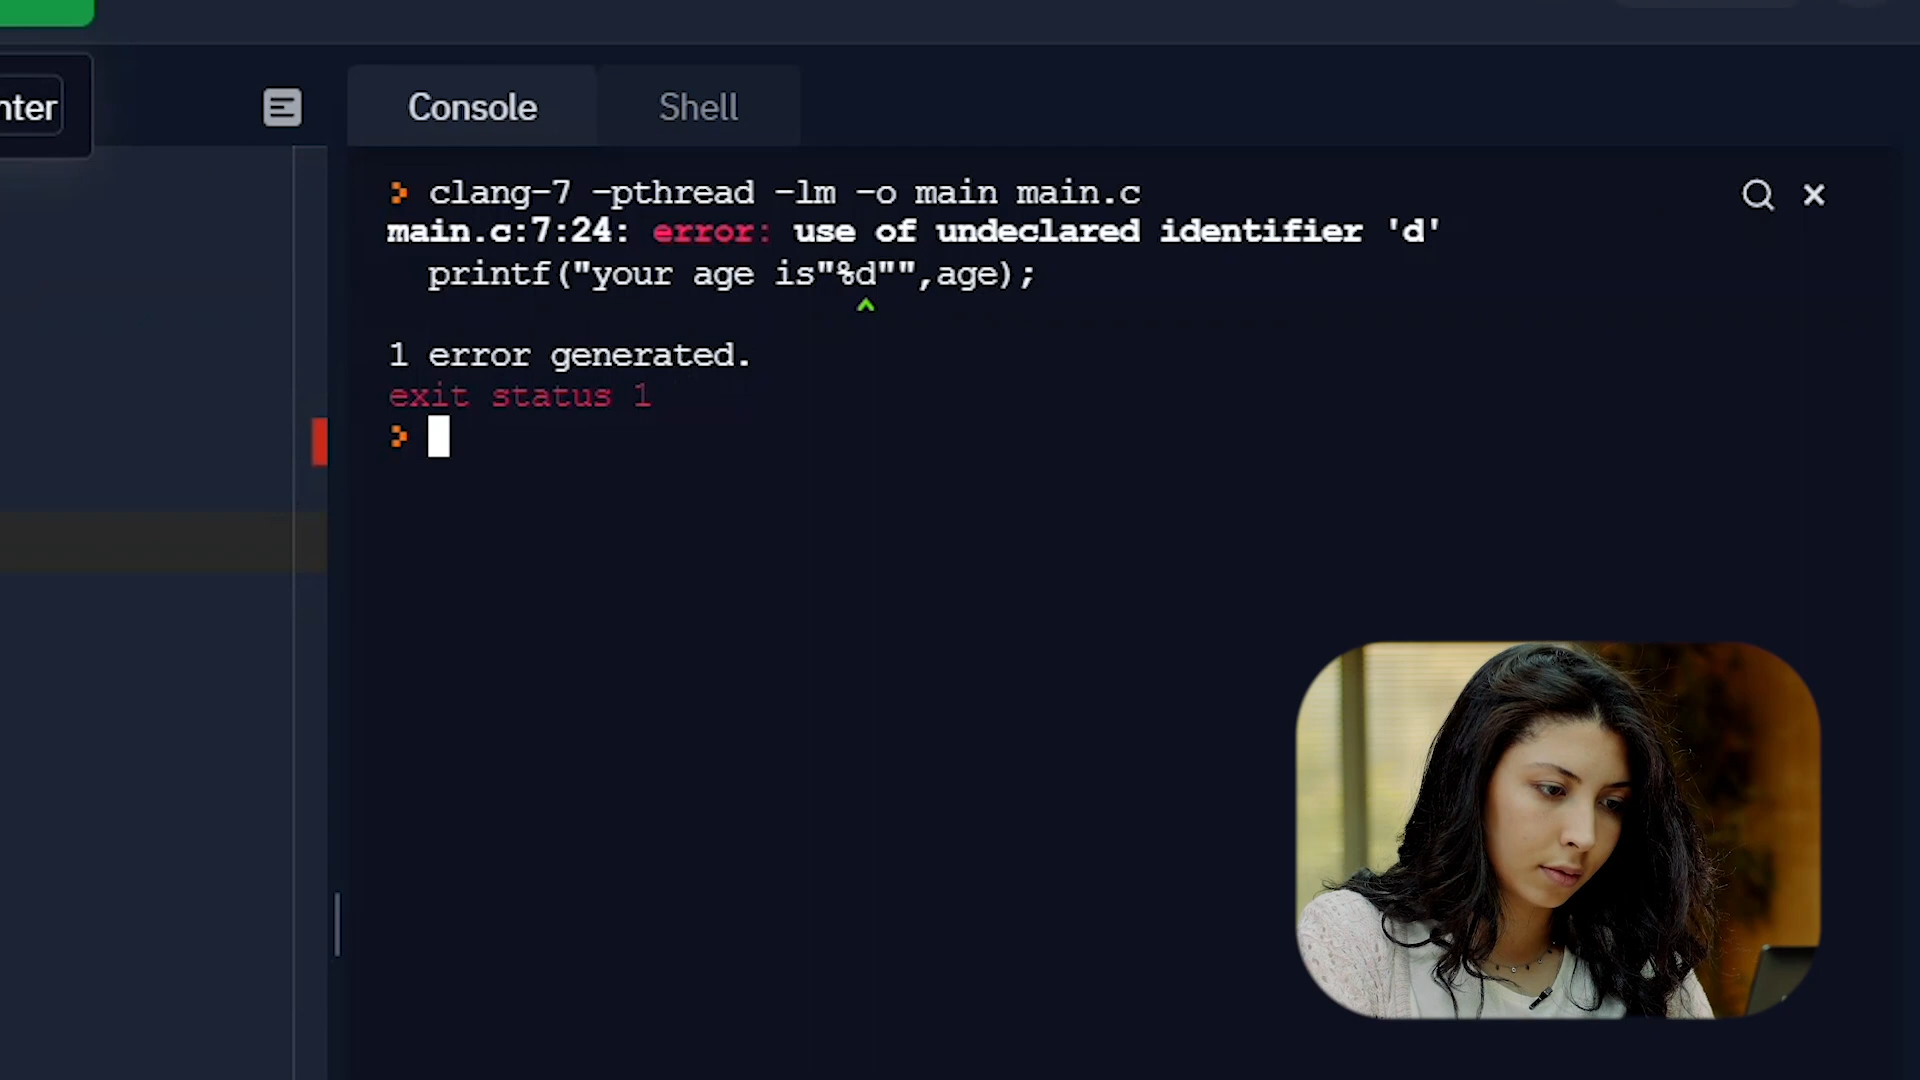 nter
Console
Shell
> clang-7 -pthread -lm -o main main.c
main.c:7:24: error: use of undeclared identifier 'd'
printf("your age is"%d"",age);
^
1 error generated.
exit status 1
>